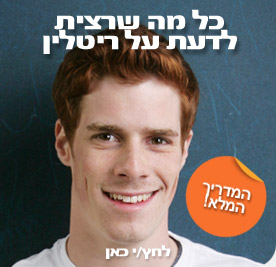 כל מה שרצית
לדעת על ריטלין
המדריך
המלא!
לחץ/י כאן